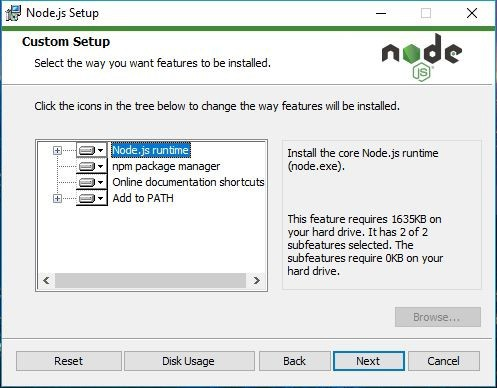 Node.js Setup
Custom Setup
Select the way you want features to be installed.
node
JS
Click the icons in the tree below to change the way features will be installed.
Node.js runtime
npm package manager
Online documentation shortcuts
Add to PATH
Install the core Node.js runtime
(node.exe).
This feature requires 1635KB on
your hard drive. It has 2 of 2
subfeatures selected. The
subfeatures require 0KB on your
hard drive.
Browse...
Reset
Disk Usage
Back
Next
Cancel